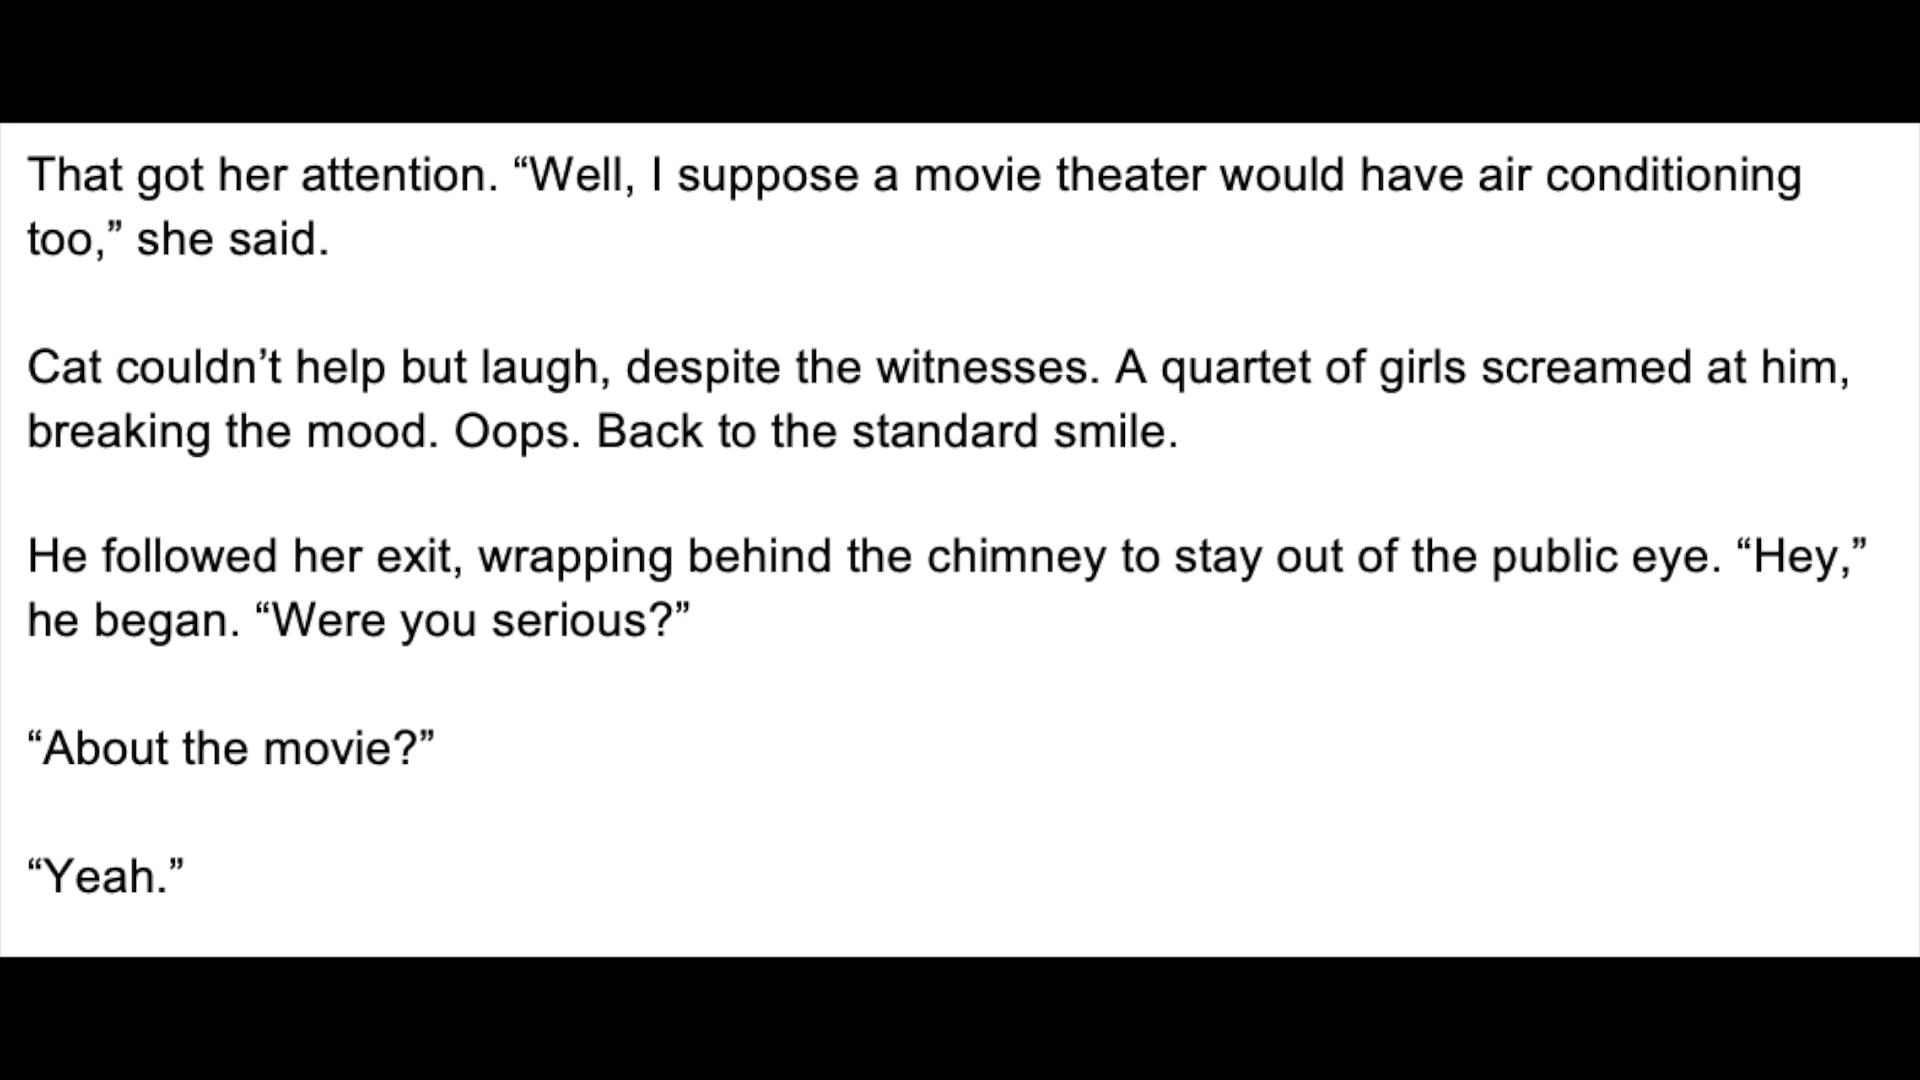 That got her attention. “Well, I suppose a movie theater would have air conditioning
too,” she said.
Cat couldn’t help but laugh, despite the witnesses. A quartet of girls screamed at him,
breaking the mood. Oops. Back to the standard smile.
He followed her exit, wrapping behind the chimney to stay out of the public eye. “Hey,”
he began. “Were you serious?”
“About the movie?”
“Yeah.”